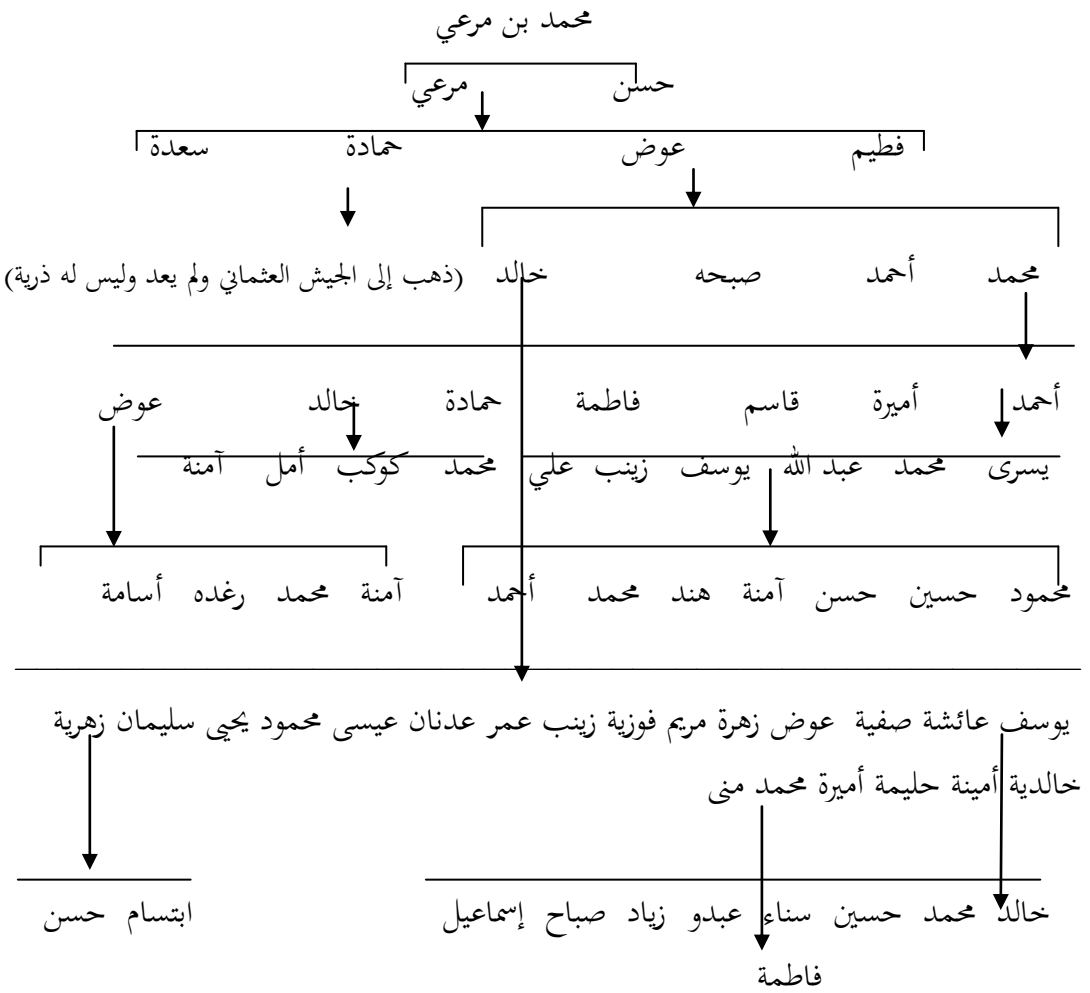 محمد بن مرعي
حسن مرعي
فطيم عوض حمادة سعدة
محمد أحمد صبحه خالد (ذهب إلى الجيش العثماني ولم يعد وليس له ذرية)
أحمد أميرة قاسم فاطمة حمادة خالد عوض
يسرى محمد عبد الله يوسف زينب علي محمد كوكب أمل آمنة
محمود حسين حسن آمنة هند محمد أحمد آمنة محمد رغده أسامة
يوسف عائشة صفية عوض زهرة مريم فوزية زينب عمر عدنان عيسى محمود يحيى سليمان زهرية
خالدية أمينة حليمة أميرة محمد منى
خالد محمد حسين سناء عبدو زياد صباح إسماعيل ابتسام حسن
فاطمة